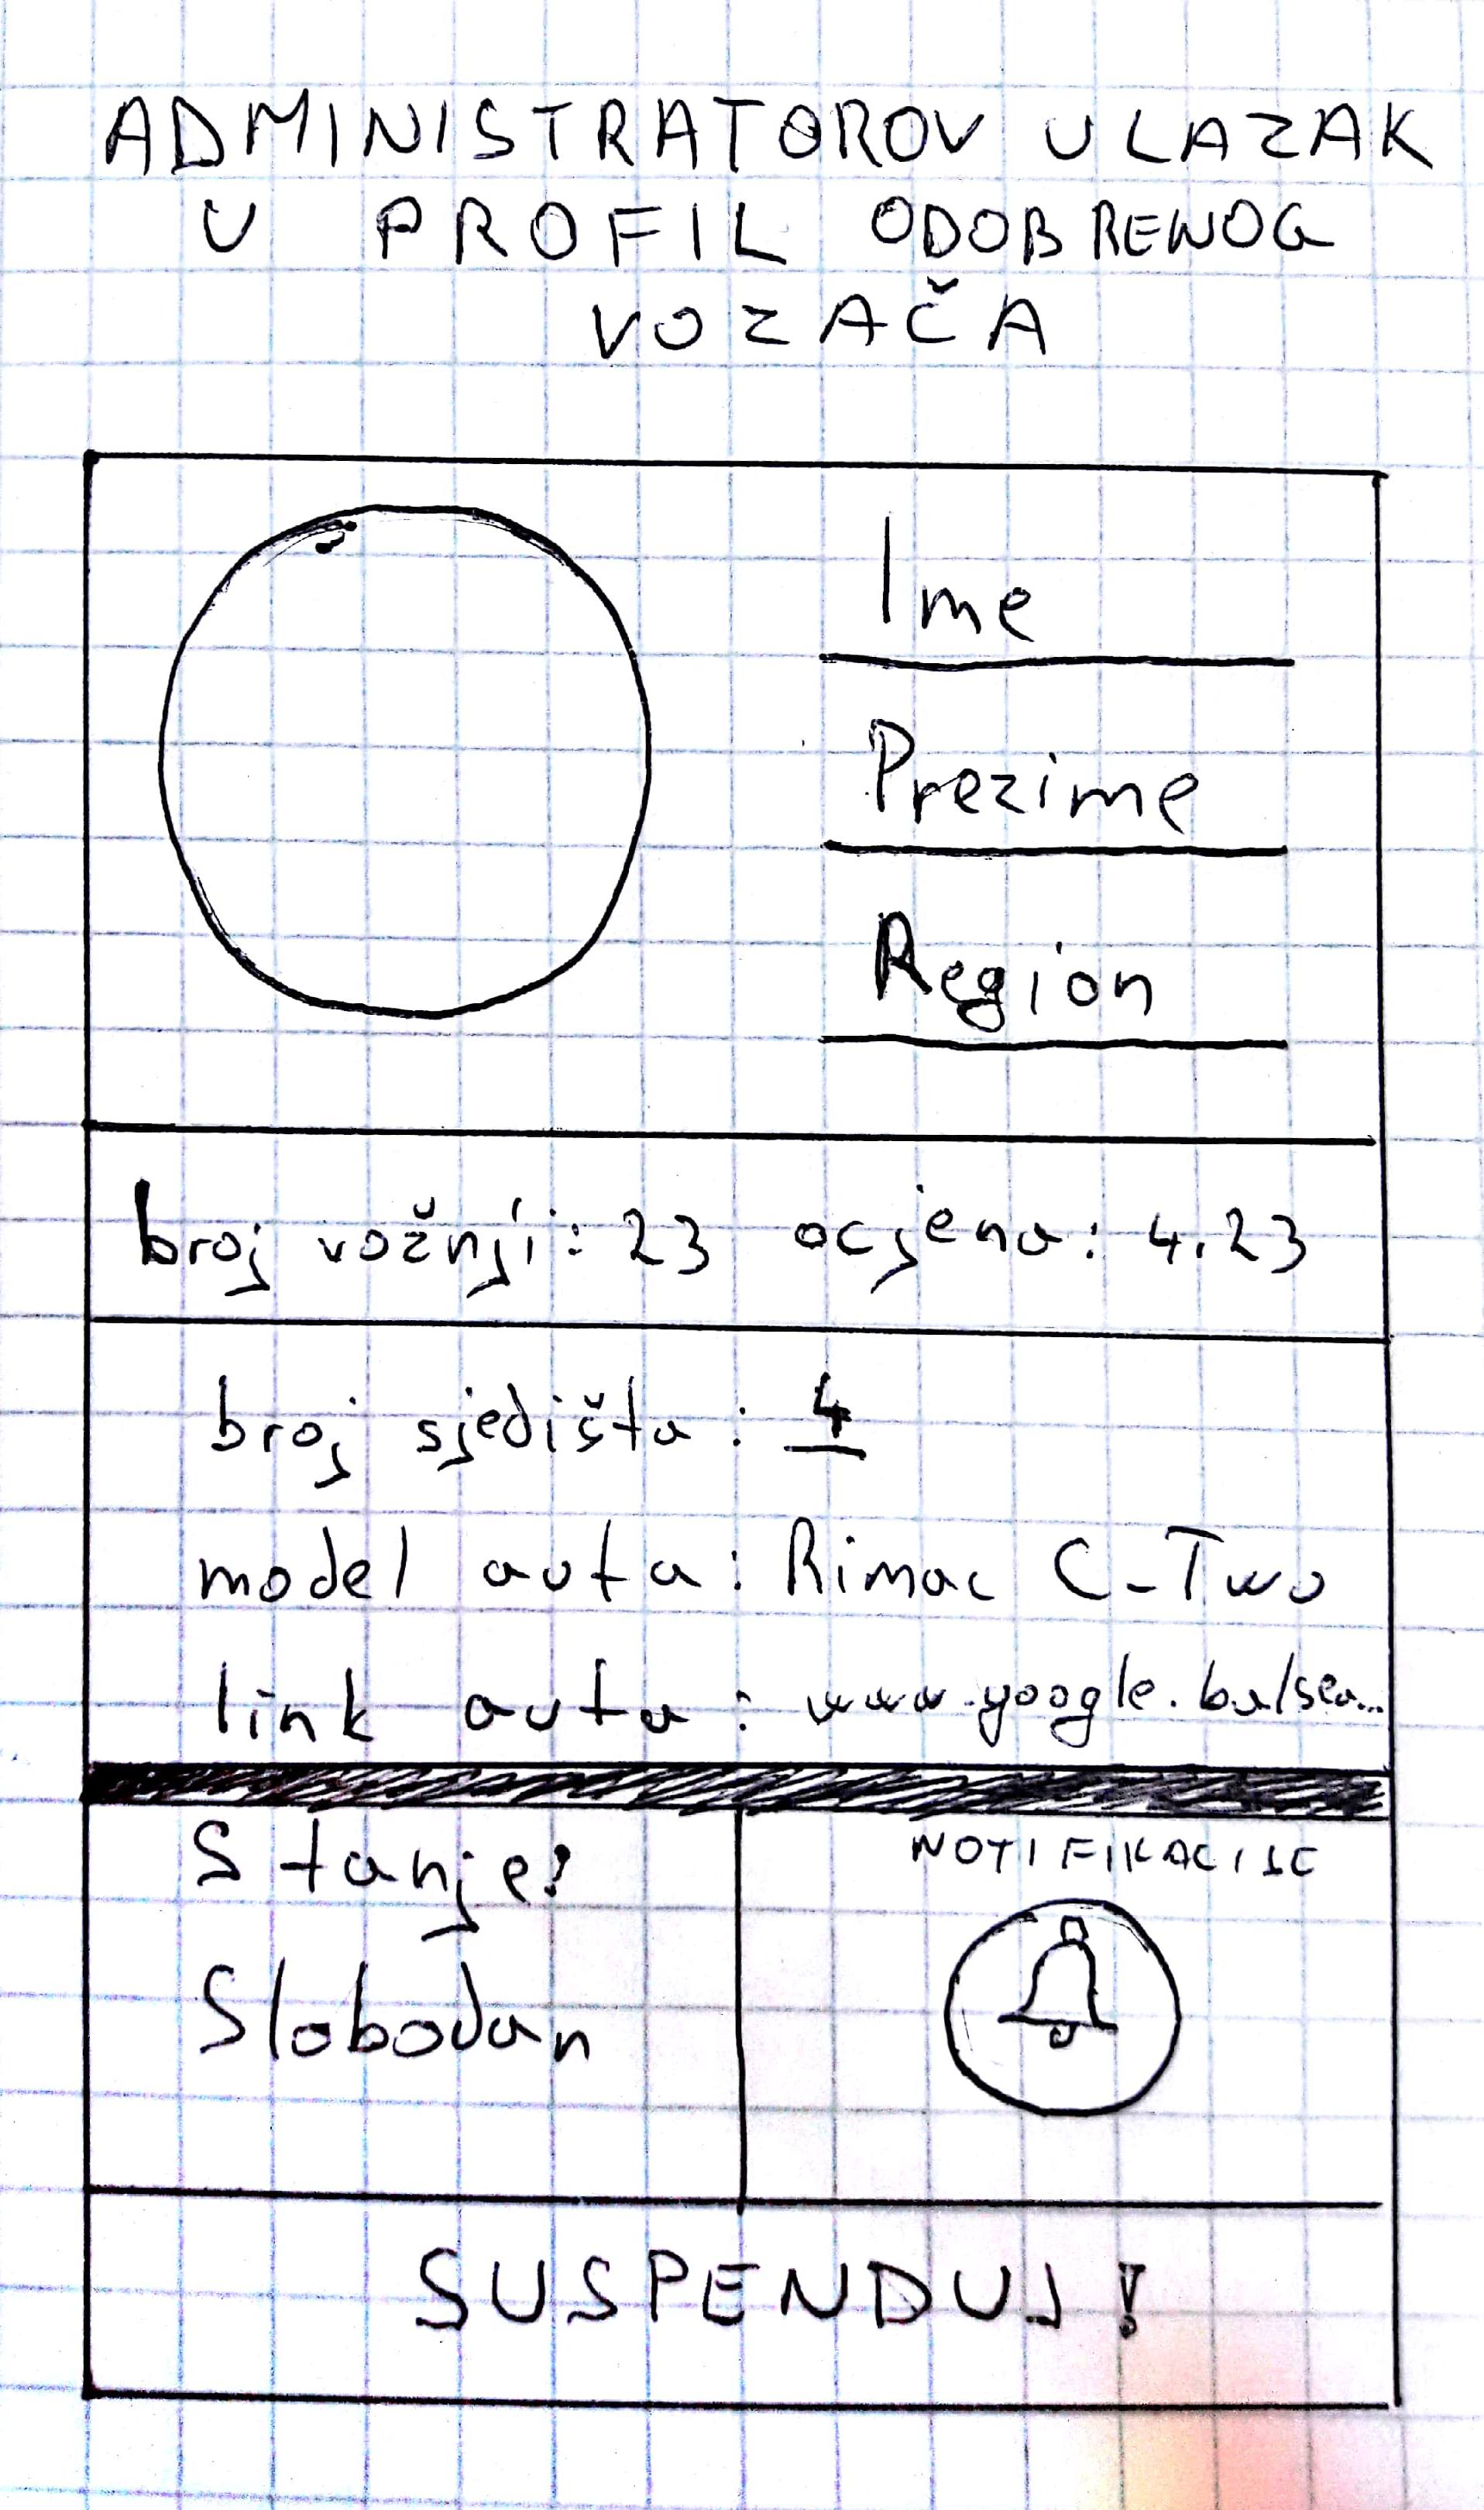 ADMINISTRATOROV ULAZAK
U PROFIL ODOBRENOG
VOZAČA
Ime
Prezime
Region
broj vožnji: 23 ocjena: 4.23
broj sjedišta: 4
model auta: Rimac C-Two
link auta: www.google.ba/sea...
Stanje:
Slobodan
NOTIFIKACIJE
SUSPENDUJ!